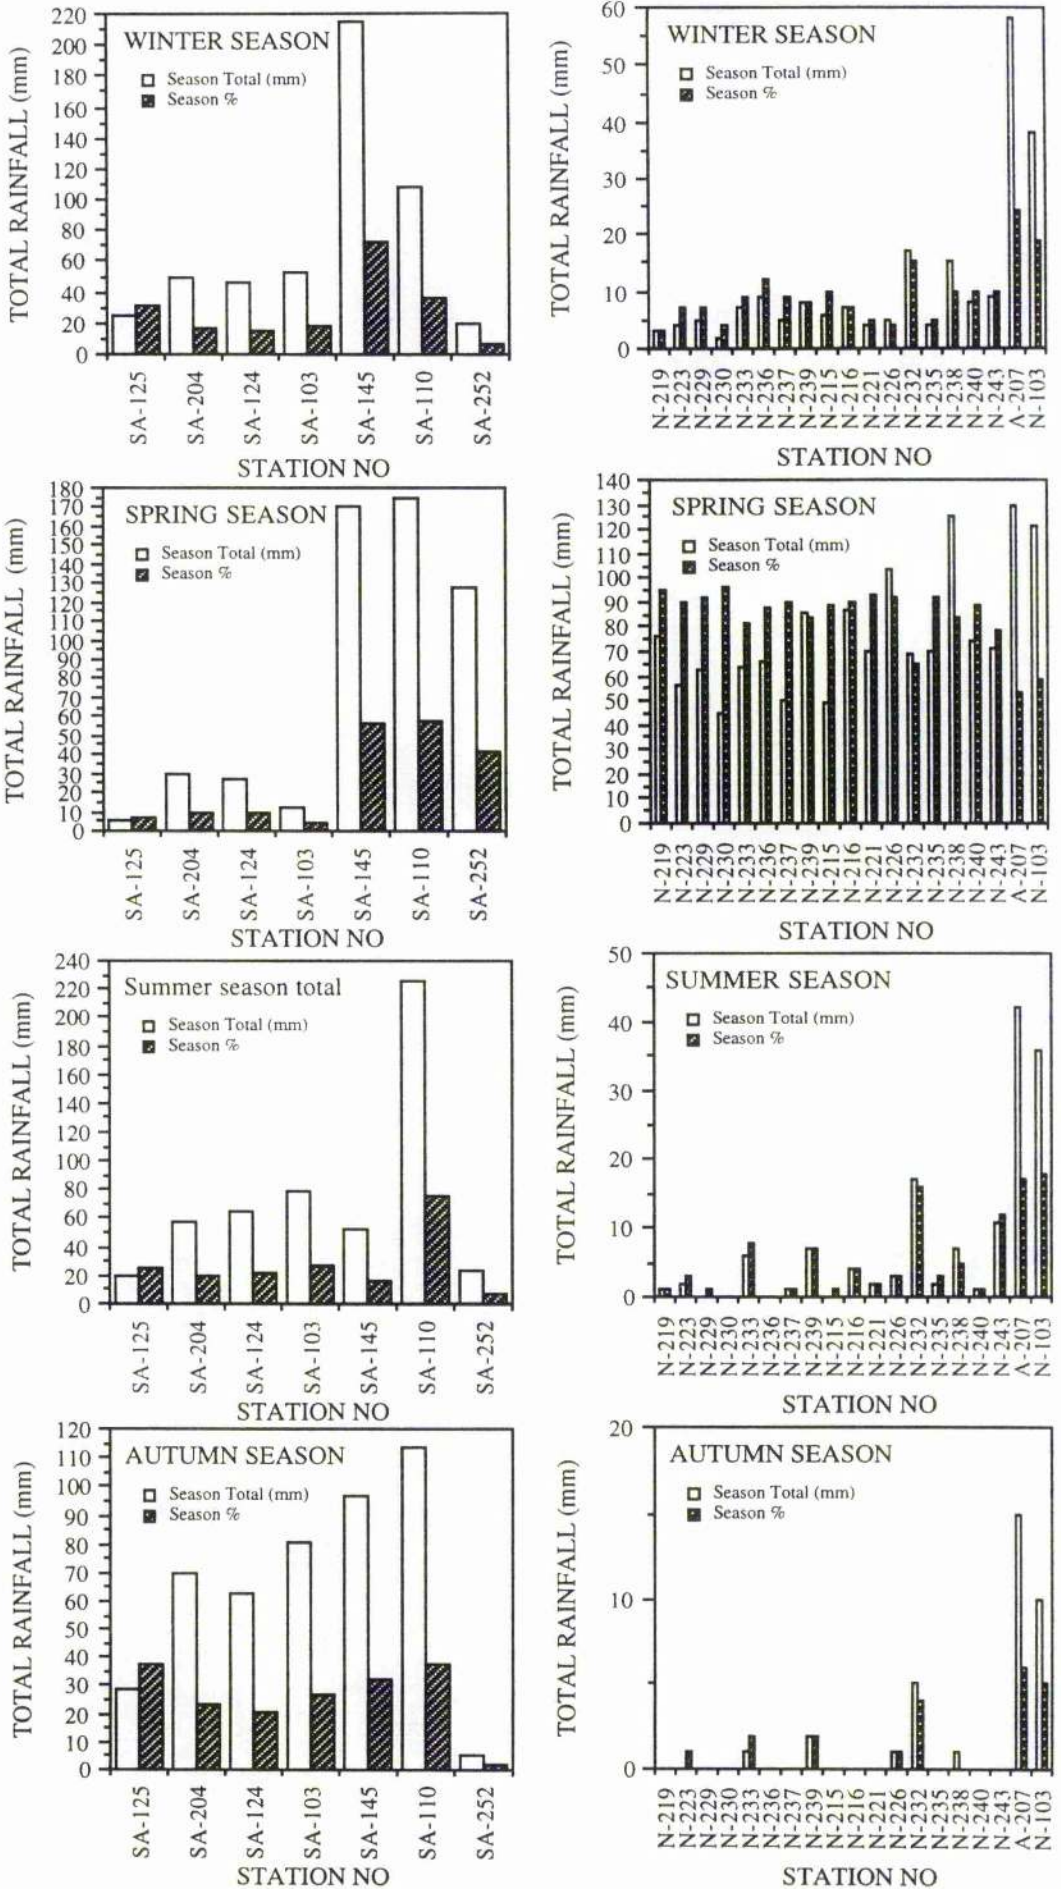 WINTER SEASON
Season Total (mm)
Season %
TOTAL RAINFALL (mm)
220
200
180
160
140
120
100
80
60
40
20
0
SA-125
SA-204
SA-124
SA-103
SA-145
SA-110
SA-252
STATION NO
WINTER SEASON
Season Total (mm)
Season %
TOTAL RAINFALL (mm)
60
50
40
30
20
10
0
N-219
N-223
N-229
N-230
N-233
N-236
N-237
N-239
N-215
N-216
N-221
N-226
N-232
N-235
N-238
N-240
N-243
A-207
N-103
STATION NO
SPRING SEASON
Season Total (mm)
Season %
TOTAL RAINFALL (mm)
180
170
160
150
140
130
120
110
100
90
80
70
60
50
40
30
20
10
0
SA-125
SA-204
SA-124
SA-103
SA-145
SA-110
SA-252
STATION NO
SPRING SEASON
Season Total (mm)
Season %
TOTAL RAINFALL (mm)
140
130
120
110
100
90
80
70
60
50
40
30
20
10
0
N-219
N-223
N-229
N-230
N-233
N-236
N-237
N-239
N-215
N-216
N-221
N-226
N-232
N-235
N-238
N-240
N-243
A-207
N-103
STATION NO
Summer season total
Season Total (mm)
Season %
TOTAL RAINFALL (mm)
240
220
200
180
160
140
120
100
80
60
40
20
0
SA-125
SA-204
SA-124
SA-103
SA-145
SA-110
SA-252
STATION NO
SUMMER SEASON
Season Total (mm)
Season %
TOTAL RAINFALL (mm)
50
40
30
20
10
0
N-219
N-223
N-229
N-230
N-233
N-236
N-237
N-239
N-215
N-216
N-221
N-226
N-232
N-235
N-238
N-240
N-243
A-207
N-103
STATION NO
AUTUMN SEASON
Season Total (mm)
Season %
TOTAL RAINFALL (mm)
120
110
100
90
80
70
60
50
40
30
20
10
0
SA-125
SA-204
SA-124
SA-103
SA-145
SA-110
SA-252
STATION NO
AUTUMN SEASON
Season Total (mm)
Season %
TOTAL RAINFALL (mm)
20
10
0
N-219
N-223
N-229
N-230
N-233
N-236
N-237
N-239
N-215
N-216
N-221
N-226
N-232
N-235
N-238
N-240
N-243
A-207
N-103
STATION NO